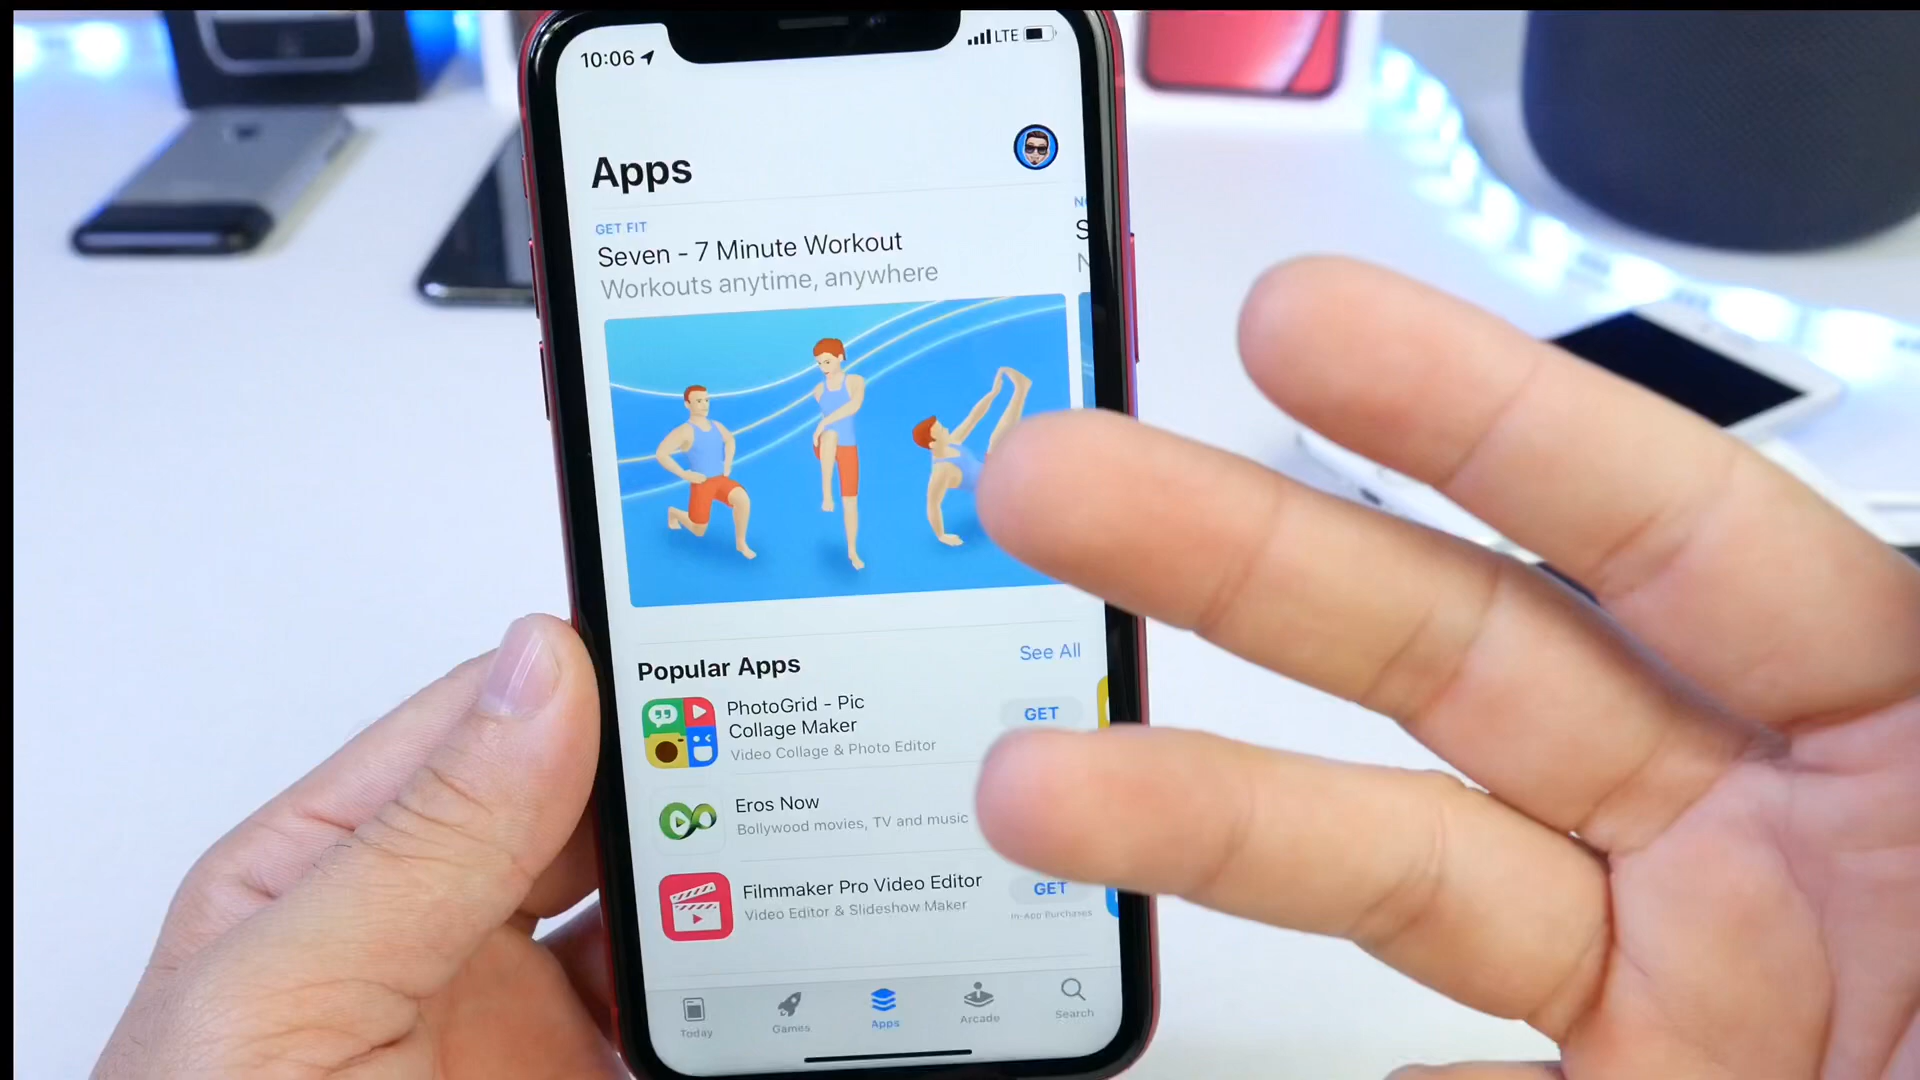 10:06
LTE
Apps
GET FIT
Seven - 7 Minute Workout
Workouts anytime, anywhere
N
S
N
Popular Apps
See All
PhotoGrid - Pic
Collage Maker
Video Collage & Photo Editor
GET
Eros Now
Bollywood movies, TV and music
Filmmaker Pro Video Editor
Video Editor & Slideshow Maker
GET
In-App Purchases
Today
Games
Apps
Arcade
Search